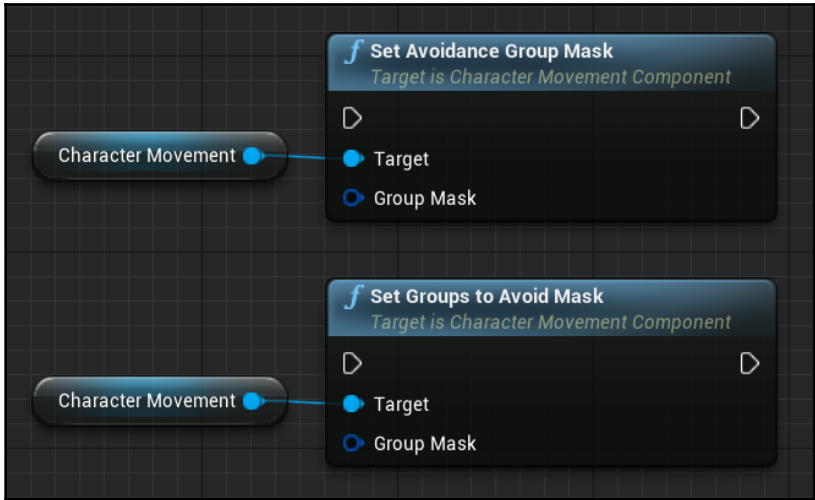 Set Avoidance Group Mask
Target is Character Movement Component
Character Movement
Target
Group Mask
Set Groups to Avoid Mask
Target is Character Movement Component
Character Movement
Target
Group Mask